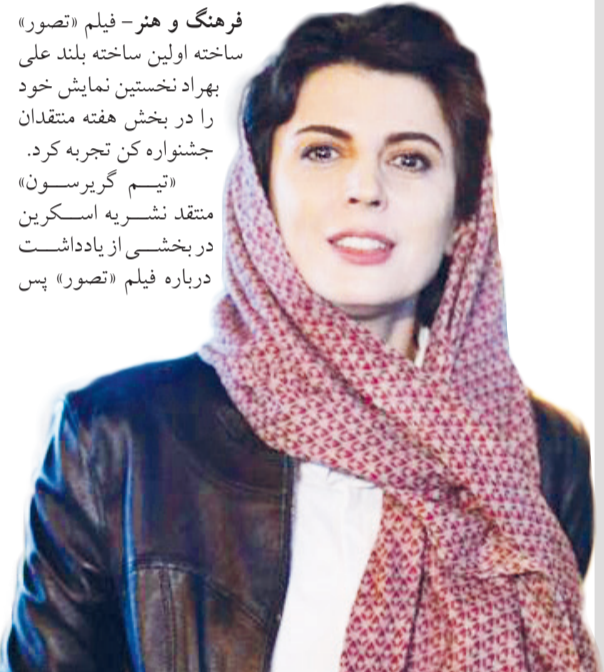 فرهنگ و هنر- فیلم «تصور»
ساخته اولین ساخته بلند علی
بهراد نخستین نمایش خود
را در بخش هفته منتقدان
جشنواره کن تجربه کرد.
«تیم گریرسون»
منتقد نشریه اسکرین
در بخشی از یادداشت
درباره فیلم «تصور» پس